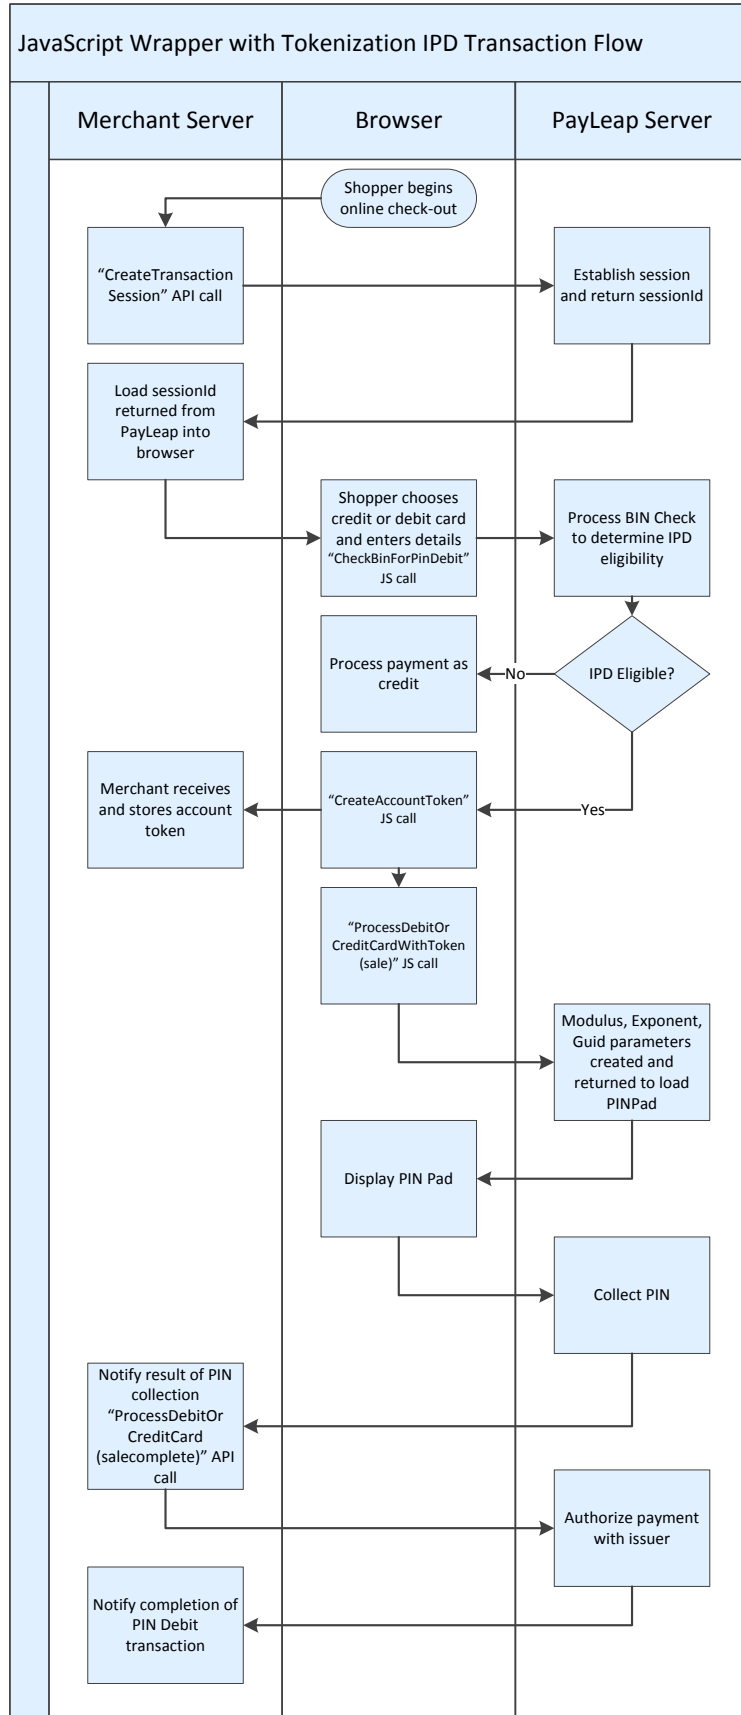 JavaScript Wrapper with Tokenization IPD Transaction Flow
Merchant Server
Browser
PayLeap Server
Shopper begins
online check-out
“CreateTransaction
Session” API call
Establish session
and return sessionId
Load sessionId
returned from
PayLeap into
browser
Shopper chooses
credit or debit card
and enters details
“CheckBinForPinDebit”
JS call
Process BIN Check
to determine IPD
eligibility
Process payment as
credit
No
IPD Eligible?
Merchant receives
and stores account
token
“CreateAccountToken”
JS call
Yes
“ProcessDebitOr
CreditCardWithToken
(sale)” JS call
Modulus, Exponent,
Guid parameters
created and
returned to load
PINPad
Display PIN Pad
Collect PIN
Notify result of PIN
collection
“ProcessDebitOr
CreditCard
(salecomplete)” API
call
Authorize payment
with issuer
Notify completion of
PIN Debit
transaction